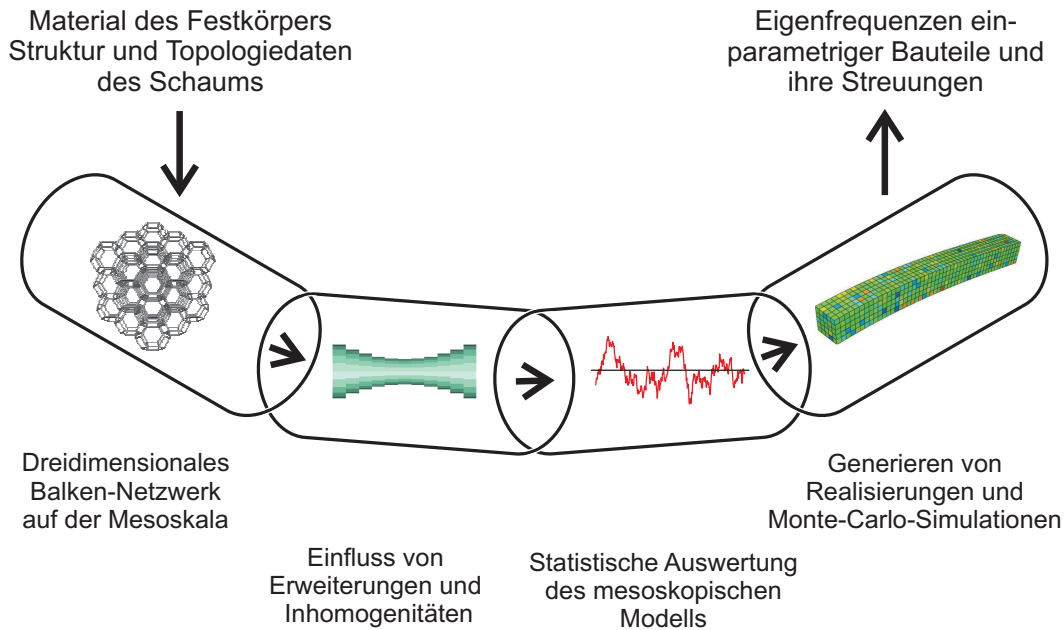 Material des Festkörpers
Struktur und Topologiedaten
des Schaums
Eigenfrequenzen ein-
parametriger Bauteile und
ihre Streuungen
Dreidimensionales
Balken-Netzwerk
auf der Mesoskala
Einfluss von
Erweiterungen und
Inhomogenitäten
Statistische Auswertung
des mesoskopischen
Modells
Generieren von
Realisierungen und
Monte-Carlo-Simulationen